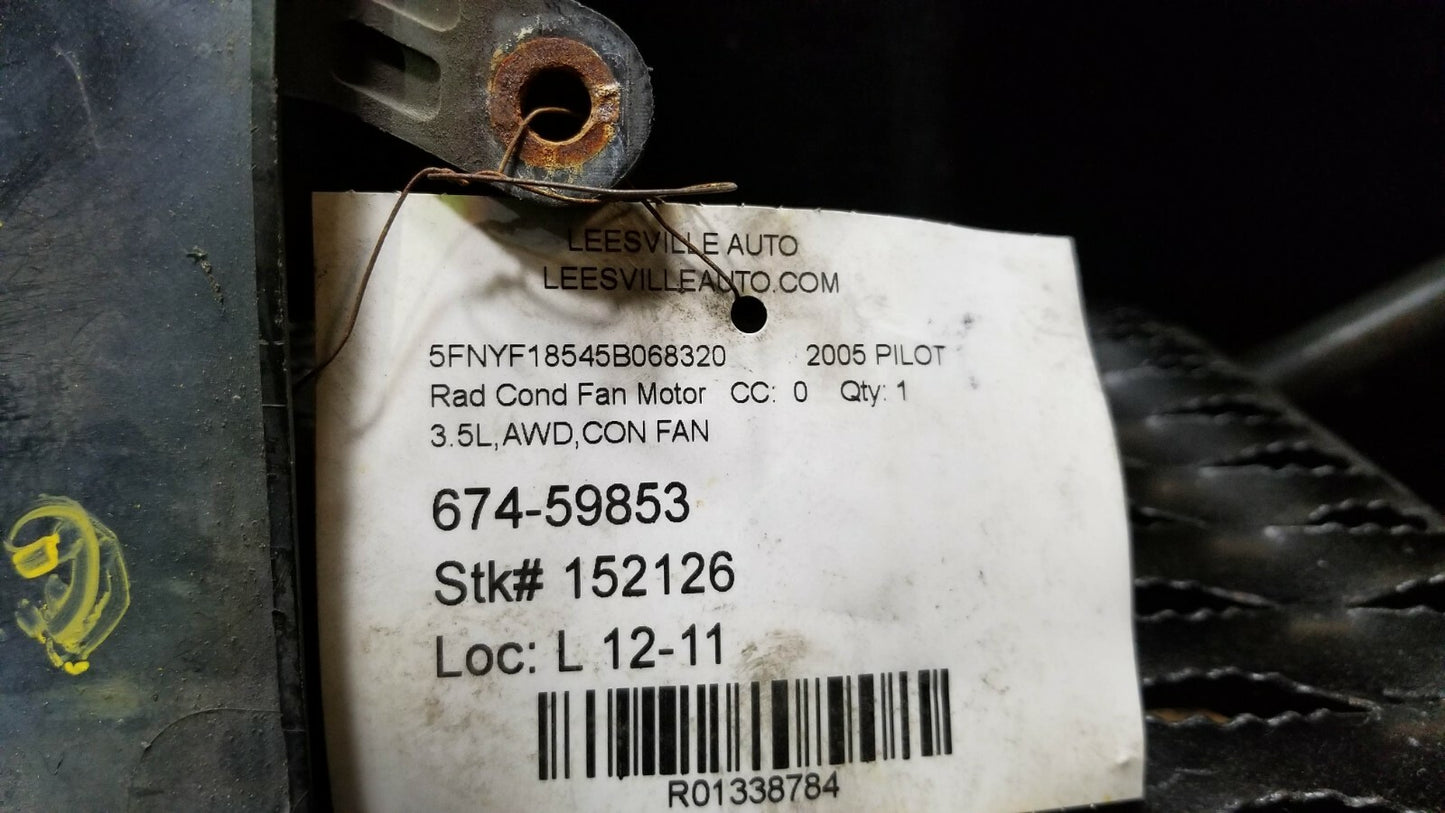 LEESVILLE AUTO
LEESVILLEAUTO.COM
5FNYF18545B068320 2005 PILOT
Rad Cond Fan Motor CC: 0 Qty: 1
3.5L,AWD,CON FAN
674-59853
Stk# 152126
Loc: L 12-11
R01338784